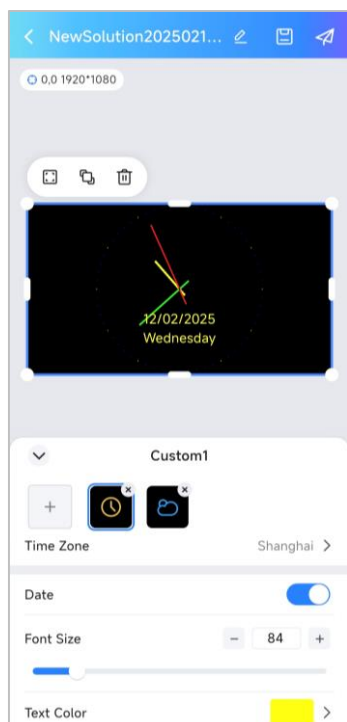 NewSolution2025021...
0,0 1920*1080
12/02/2025
Wednesday
Custom1
Time Zone Shanghai
Date
Font Size - 84 +
Text Color